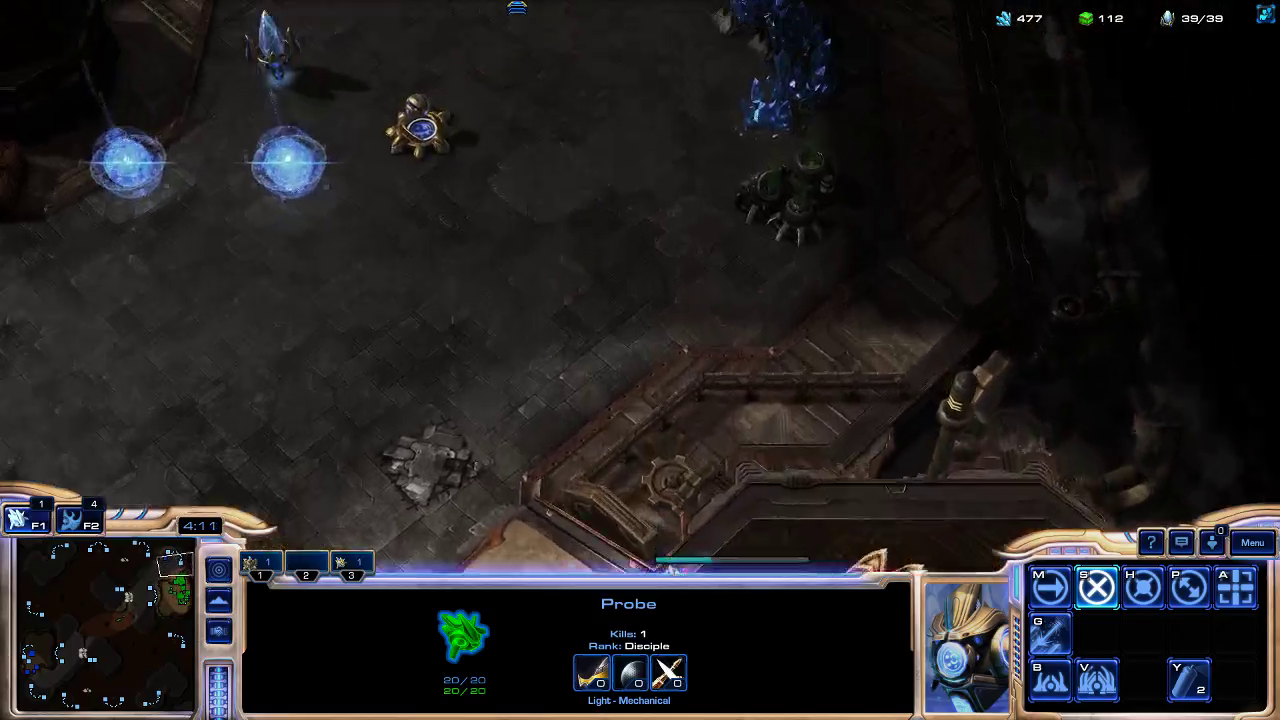 477 112 39/39
1 4
F1 F2 4:11
1 1
1 2 3
? 0 Menu
Probe
Kills: 1
Rank: Disciple
0 0 0
Light - Mechanical
20/20
20/20
M S H P A
G
B V Y
2